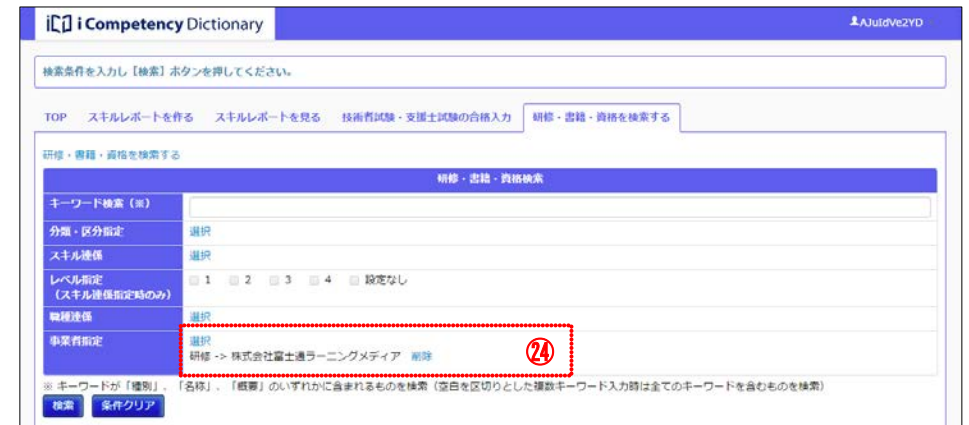 i Competency Dictionary
AJuIdVe2YD
検索条件を入力し【検索】ボタンを押してください。
TOP スキルレポートを作る スキルレポートを見る 技術者試験・支援士試験の合格入力 研修・書籍・資格を検索する
研修・書籍・資格を検索する
研修・書籍・資格検索
キーワード検索（※）
分類・区分指定 選択
スキル連係 選択
レベル指定 1 2 3 4 設定なし
（スキル連係指定時のみ）
職種連係 選択
事業者指定 選択
研修 -> 株式会社富士通ラーニングメディア 削除
㉔
※ キーワードが「種別」、「名称」、「概要」のいずれかに含まれるものを検索（空白を区切りとした複数キーワード入力時は全てのキーワードを含むものを検索）
検索 条件クリア